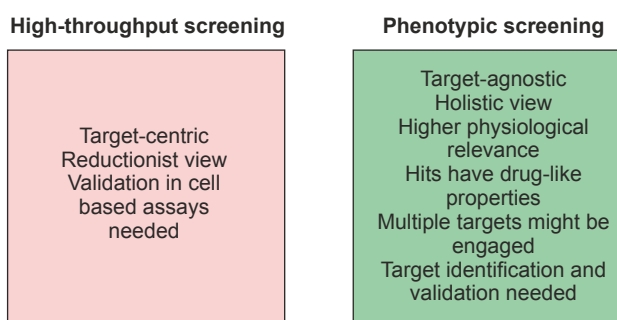 High-throughput screening
Target-centric
Reductionist view
Validation in cell
based assays
needed
Phenotypic screening
Target-agnostic
Holistic view
Higher physiological
relevance
Hits have drug-like
properties
Multiple targets might be
engaged
Target identification and
validation needed